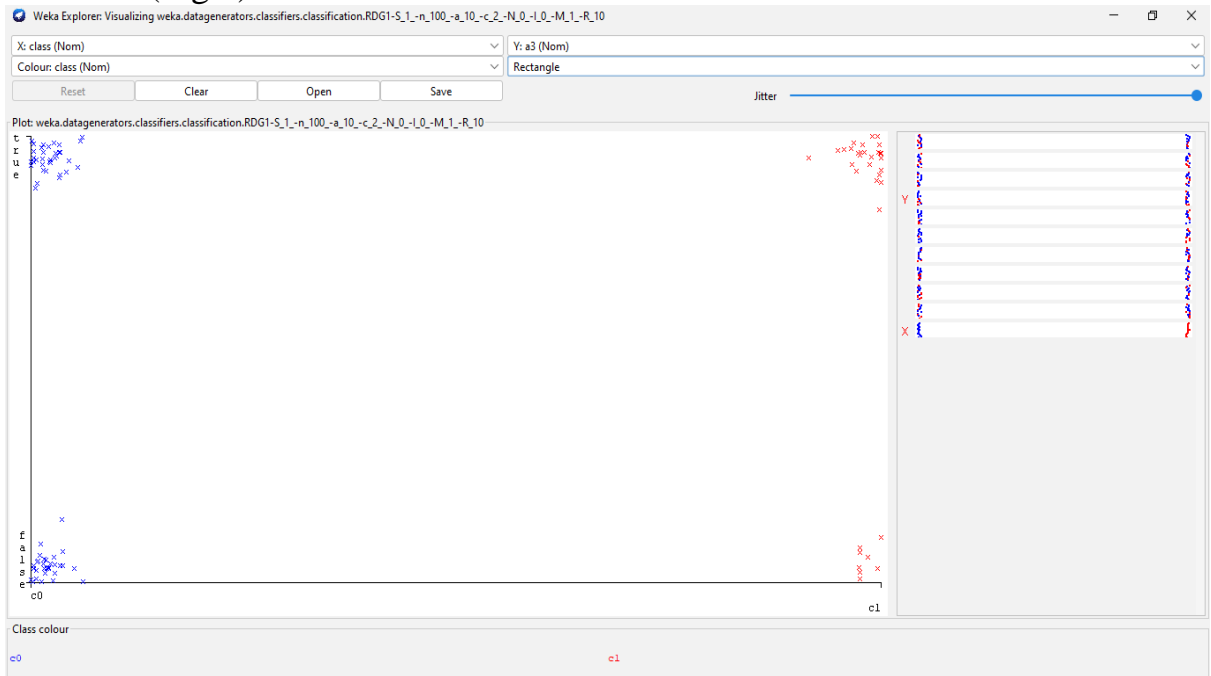 Weka Explorer: Visualizing weka.datagenerators.classifiers.classification.RDG1-S_1_-n_100_-a_10_-c_2_-N_0_-I_0_-M_1_-R_10
X: class (Nom)
Y: a3 (Nom)
Colour: class (Nom)
Rectangle
Reset
Clear
Open
Save
Jitter
Plot: weka.datagenerators.classifiers.classification.RDG1-S_1_-n_100_-a_10_-c_2_-N_0_-I_0_-M_1_-R_10
true
Y
X
false
c0
c1
Class colour
c0
c1